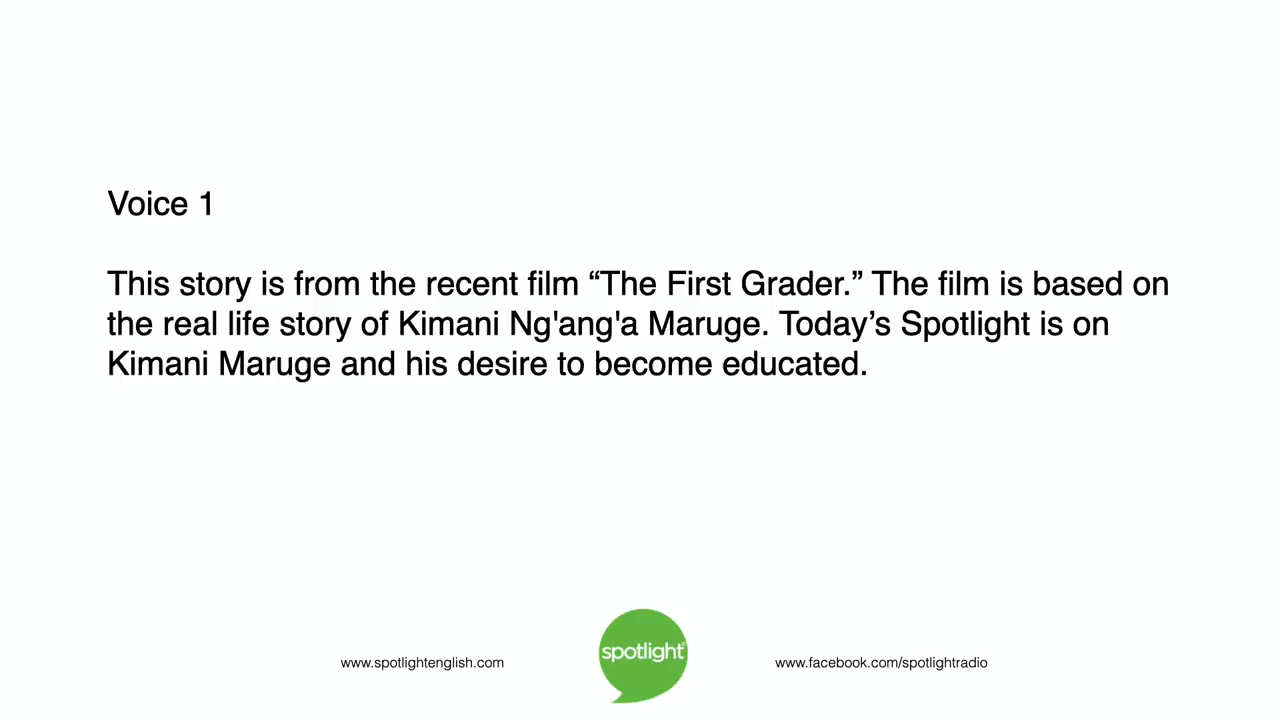 Voice 1
This story is from the recent film “The First Grader.” The film is based on
the real life story of Kimani Ng'ang'a Maruge. Today’s Spotlight is on
Kimani Maruge and his desire to become educated.
www.spotlightenglish.com
spotlight
www.facebook.com/spotlightradio